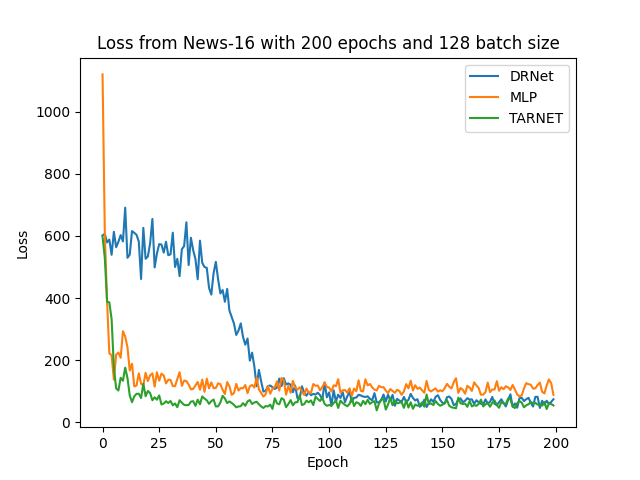 Loss from News-16 with 200 epochs and 128 batch size
DRNet
MLP
TARNET
Loss
1000
800
600
400
200
0
0 25 50 75 100 125 150 175 200
Epoch